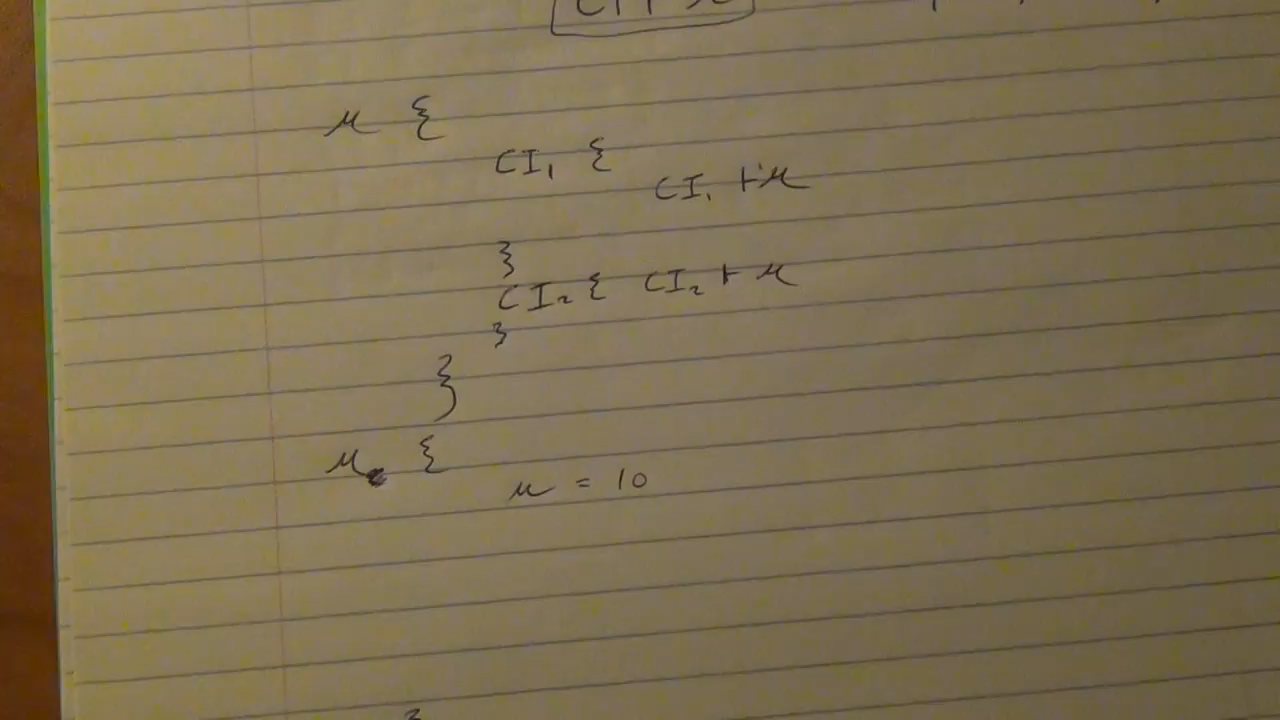 μ {
CI₁ {
CI₁ + μ
}
CI₂ { CI₂ + μ
}
}
μ {
μ = 10
}